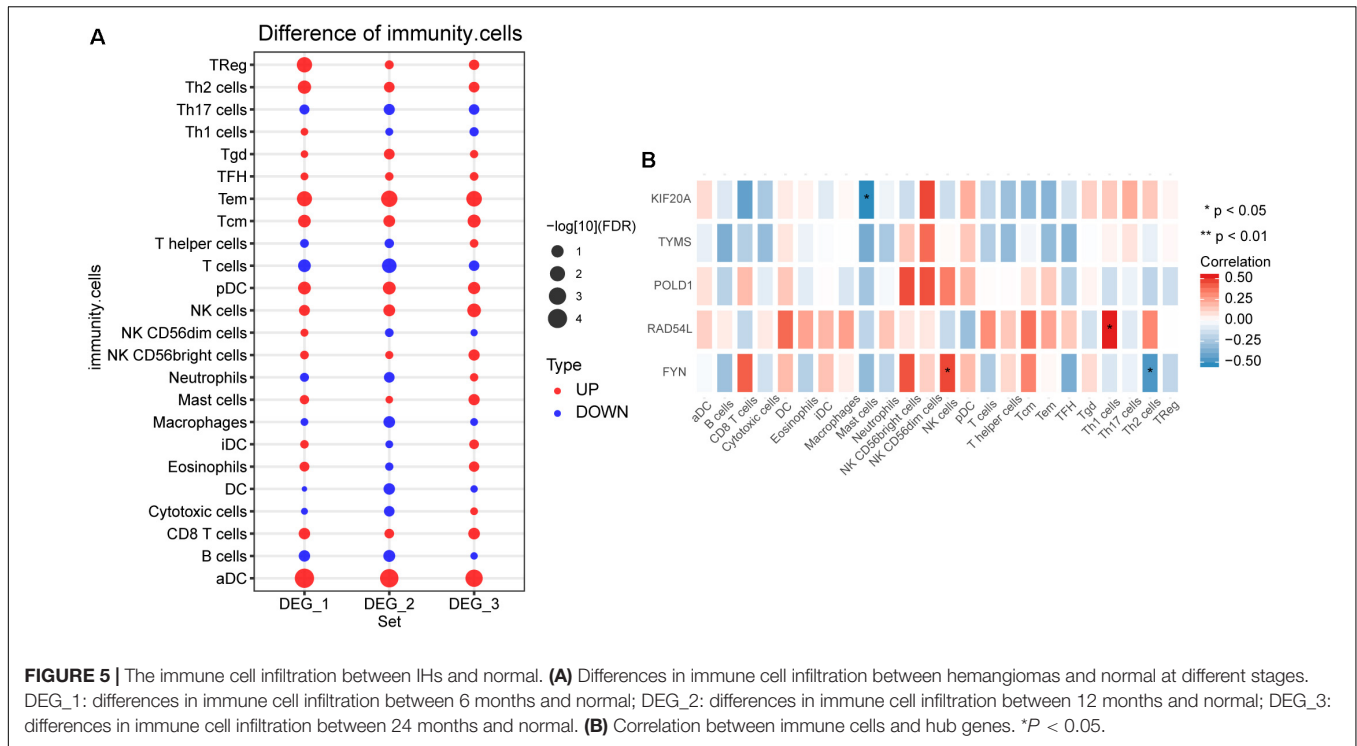 A
Difference of immunity.cells
immunity.cells
TReg
Th2 cells
Th17 cells
Th1 cells
Tgd
TFH
Tem
Tcm
T helper cells
T cells
pDC
NK cells
NK CD56dim cells
NK CD56bright cells
Neutrophils
Mast cells
Macrophages
iDC
Eosinophils
DC
Cytotoxic cells
CD8 T cells
B cells
aDC
DEG_1 DEG_2 DEG_3
Set
−log[10](FDR)
1
2
3
4
Type
UP
DOWN
B
KIF20A
*
TYMS
POLD1
RAD54L
*
FYN
* *
aDC
B cells
CD8 T cells
Cytotoxic cells
DC
Eosinophils
iDC
Macrophages
Mast cells
Neutrophils
NK CD56bright cells
NK CD56dim cells
NK cells
pDC
T cells
T helper cells
Tcm
Tem
TFH
Tgd
Th1 cells
Th17 cells
Th2 cells
TReg
* p < 0.05
** p < 0.01
Correlation
0.50
0.25
0.00
−0.25
−0.50
FIGURE 5 | The immune cell infiltration between IHs and normal. (A) Differences in immune cell infiltration between hemangiomas and normal at different stages.
DEG_1: differences in immune cell infiltration between 6 months and normal; DEG_2: differences in immune cell infiltration between 12 months and normal; DEG_3:
differences in immune cell infiltration between 24 months and normal. (B) Correlation between immune cells and hub genes. *P < 0.05.